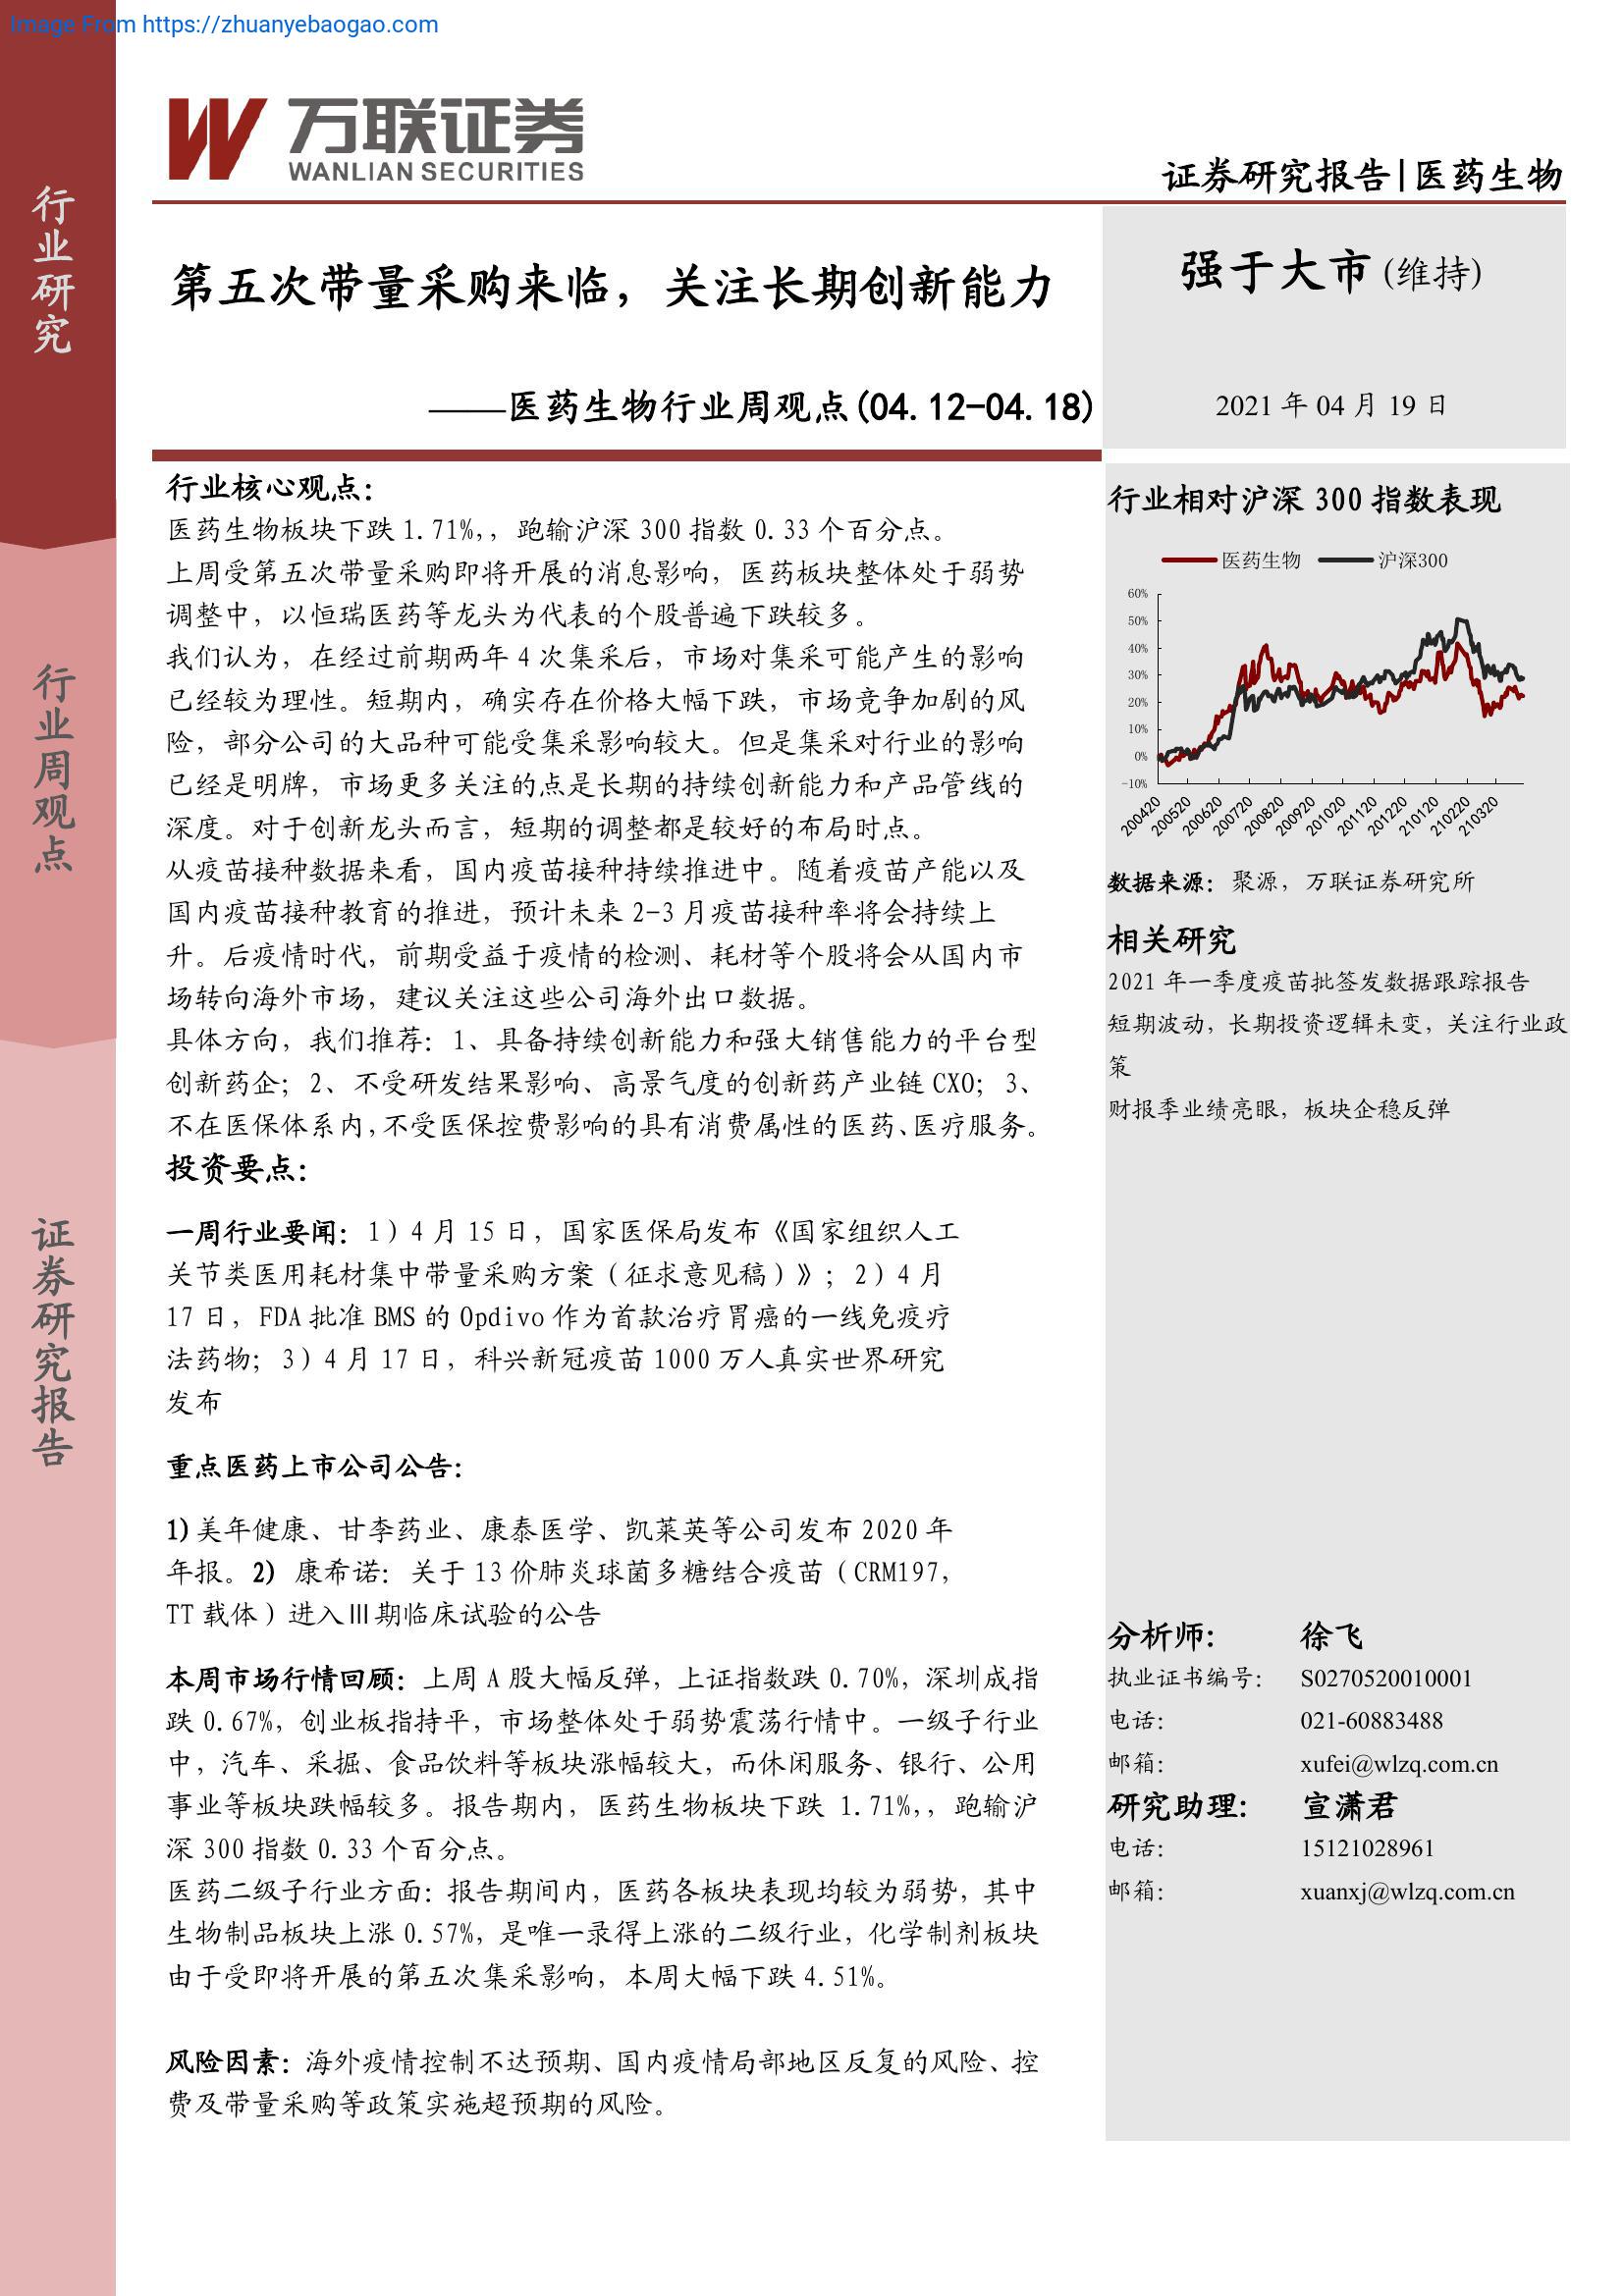 Image From https://zhuanyebaogao.com
万联证券
WANLIAN SECURITIES
证券研究报告|医药生物
行业研究
行业周观点
证券研究报告
第五次带量采购来临，关注长期创新能力
——医药生物行业周观点(04.12-04.18)
强于大市(维持)
2021 年 04 月 19 日
行业核心观点：
医药生物板块下跌 1.71%,，跑输沪深 300 指数 0.33 个百分点。
上周受第五次带量采购即将开展的消息影响，医药板块整体处于弱势
调整中，以恒瑞医药等龙头为代表的个股普遍下跌较多。
我们认为，在经过前期两年 4 次集采后，市场对集采可能产生的影响
已经较为理性。短期内，确实存在价格大幅下跌，市场竞争加剧的风
险，部分公司的大品种可能受集采影响较大。但是集采对行业的影响
已经是明牌，市场更多关注的点是长期的持续创新能力和产品管线的
深度。对于创新龙头而言，短期的调整都是较好的布局时点。
从疫苗接种数据来看，国内疫苗接种持续推进中。随着疫苗产能以及
国内疫苗接种教育的推进，预计未来 2-3 月疫苗接种率将会持续上
升。后疫情时代，前期受益于疫情的检测、耗材等个股将会从国内市
场转向海外市场，建议关注这些公司海外出口数据。
具体方向，我们推荐：1、具备持续创新能力和强大销售能力的平台型
创新药企；2、不受研发结果影响、高景气度的创新药产业链 CXO；3、
不在医保体系内,不受医保控费影响的具有消费属性的医药、医疗服务。
投资要点：
一周行业要闻：1）4 月 15 日，国家医保局发布《国家组织人工
关节类医用耗材集中带量采购方案（征求意见稿）》；2）4 月
17 日，FDA 批准 BMS 的 Opdivo 作为首款治疗胃癌的一线免疫疗
法药物；3）4 月 17 日，科兴新冠疫苗 1000 万人真实世界研究
发布
重点医药上市公司公告：
1)美年健康、甘李药业、康泰医学、凯莱英等公司发布 2020 年
年报。2) 康希诺：关于 13 价肺炎球菌多糖结合疫苗（CRM197，
TT 载体）进入Ⅲ期临床试验的公告
本周市场行情回顾：上周 A 股大幅反弹，上证指数跌 0.70%，深圳成指
跌 0.67%，创业板指持平，市场整体处于弱势震荡行情中。一级子行业
中，汽车、采掘、食品饮料等板块涨幅较大，而休闲服务、银行、公用
事业等板块跌幅较多。报告期内，医药生物板块下跌 1.71%,，跑输沪
深 300 指数 0.33 个百分点。
医药二级子行业方面：报告期间内，医药各板块表现均较为弱势，其中
生物制品板块上涨 0.57%，是唯一录得上涨的二级行业，化学制剂板块
由于受即将开展的第五次集采影响，本周大幅下跌 4.51%。
风险因素：海外疫情控制不达预期、国内疫情局部地区反复的风险、控
费及带量采购等政策实施超预期的风险。
行业相对沪深 300 指数表现
医药生物 沪深300
60%
50%
40%
30%
20%
10%
0%
-10%
200420 200520 200620 200720 200820 200920 201020 201120 201220 210120 210220 210320
数据来源：聚源，万联证券研究所
相关研究
2021 年一季度疫苗批签发数据跟踪报告
短期波动，长期投资逻辑未变，关注行业政
策
财报季业绩亮眼，板块企稳反弹
分析师: 徐飞
执业证书编号： S0270520010001
电话： 021-60883488
邮箱： xufei@wlzq.com.cn
研究助理: 宣潇君
电话： 15121028961
邮箱： xuanxj@wlzq.com.cn